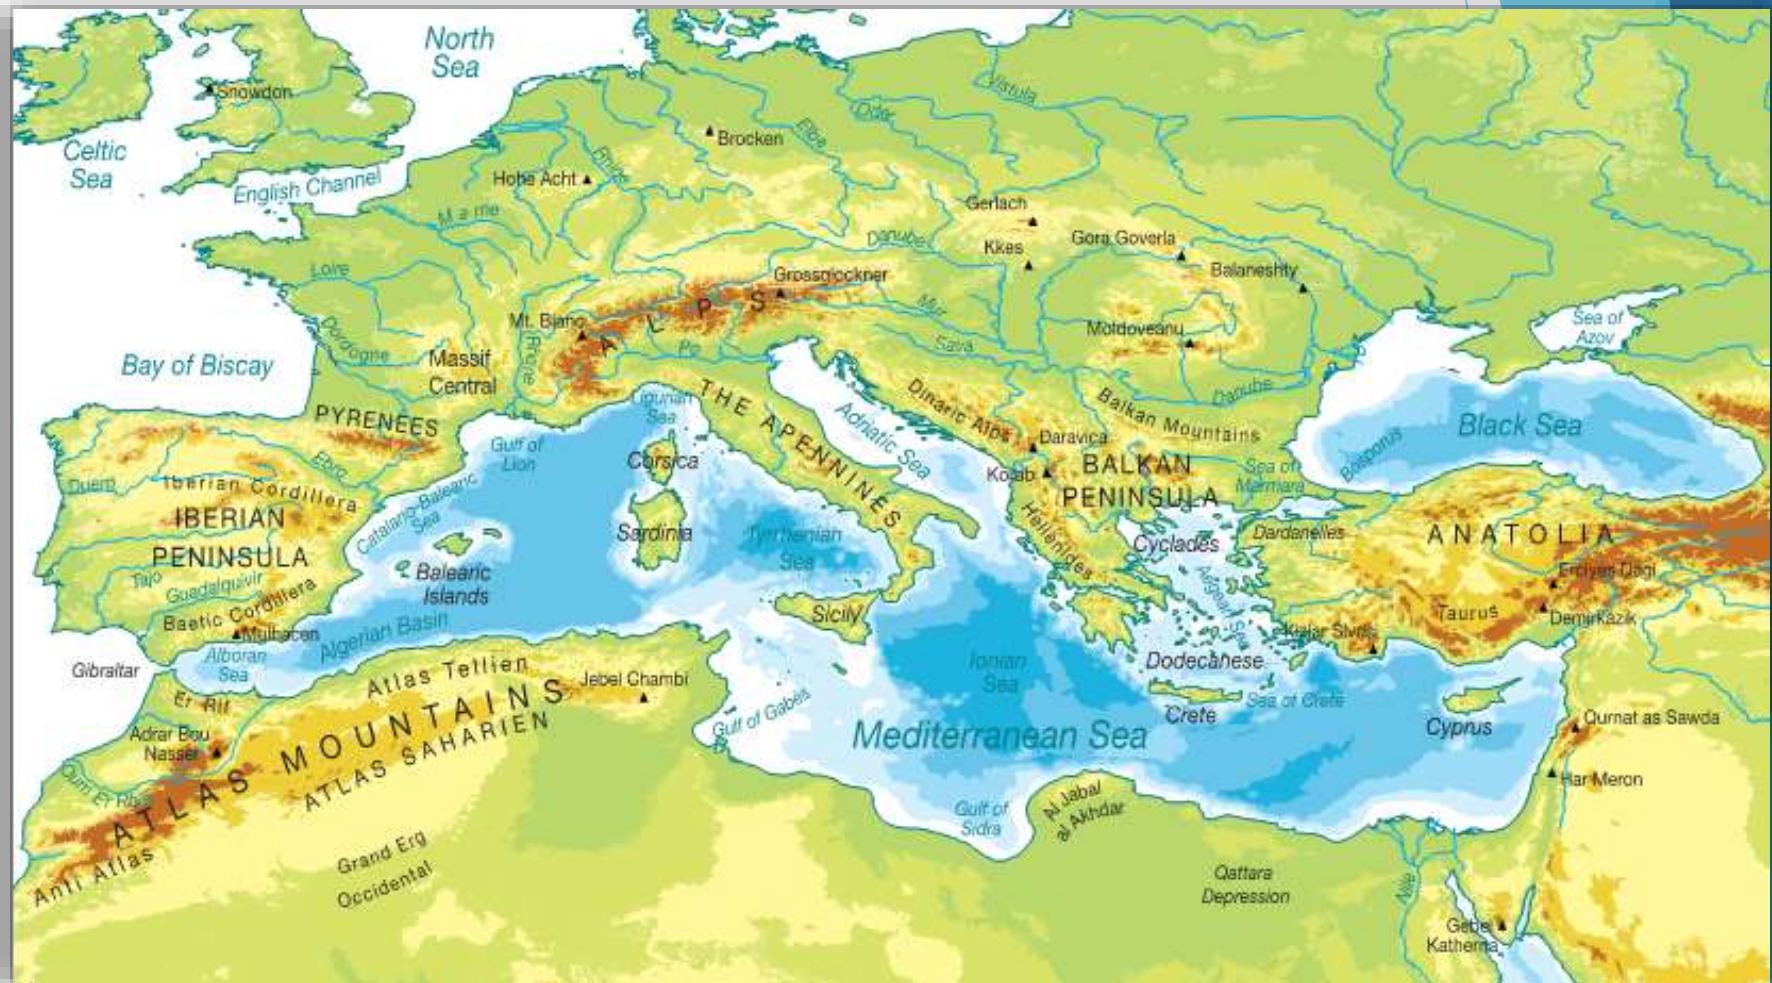 North
Sea
Snowdon
Celtic
Sea
English Channel
Brocken
Hohe Acht
Rhine
Elbe
Oder
Vistula
Marne
Loire
Danube
Gerlach
Kkes
Gora Goverla
Balaneshty
Grossglockner
Mt. Blanc
ALPS
Mur
Moldoveanu
Sava
Po
Rhone
Dordogne
Massif
Central
Bay of Biscay
Sea of
Azov
PYRENEES
Ligurian
Sea
THE APENNINES
Adriatic Sea
Dinaric Alps
Balkan Mountains
Danube
Black Sea
Bosporus
Gulf of
Lion
Corsica
Daravica
Korab
BALKAN
PENINSULA
Sea of
Marmara
Duero
Ebro
Iberian Cordillera
IBERIAN
PENINSULA
Catalano-Balearic
Sea
Sardinia
Tyrrhenian
Sea
Hellenides
Cyclades
Dardanelles
ANATOLIA
Tajo
Guadalquivir
Baetic Cordillera
Mulhacen
Balearic
Islands
Sicily
Aegean Sea
Erciyes Dagi
Taurus
Demirkazik
Kizlar Sivrisi
Gibraltar
Alboran
Sea
Algerian Basin
Atlas Tellien
Jebel Chambi
Ionian
Sea
Dodecanese
Crete
Sea of Crete
Cyprus
Er-Rif
Adrar Bou
Nasser
Oum Er Rbia
ATLAS MOUNTAINS
ATLAS SAHARIEN
Anti Atlas
Gulf of Gabes
Mediterranean Sea
Qurnat as Sawda
Har Meron
Gulf of
Sidra
Al Jabal
al Akhdar
Grand Erg
Occidental
Qattara
Depression
Nile
Gebel
Katherna